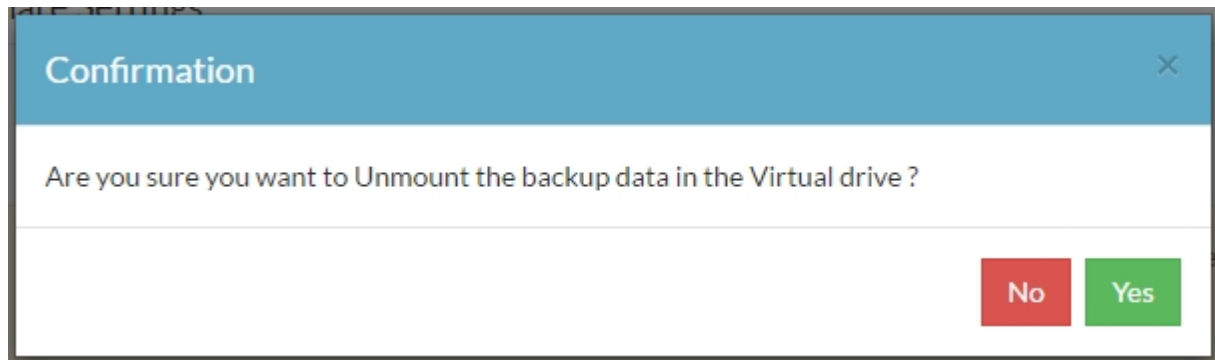 Confirmation
×
Are you sure you want to Unmount the backup data in the Virtual drive ?
No
Yes